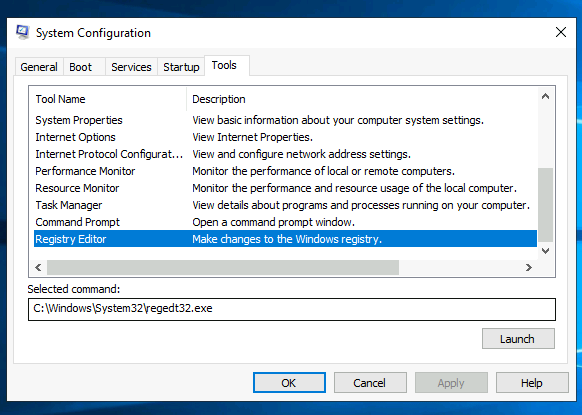 System Configuration
General Boot Services Startup Tools
Tool Name Description
System Properties View basic information about your computer system settings.
Internet Options View Internet Properties.
Internet Protocol Configurat... View and configure network address settings.
Performance Monitor Monitor the performance of local or remote computers.
Resource Monitor Monitor the performance and resource usage of the local computer.
Task Manager View details about programs and processes running on your computer.
Command Prompt Open a command prompt window.
Registry Editor Make changes to the Windows registry.
Selected command:
C:\Windows\System32\regedt32.exe
Launch
OK Cancel Apply Help